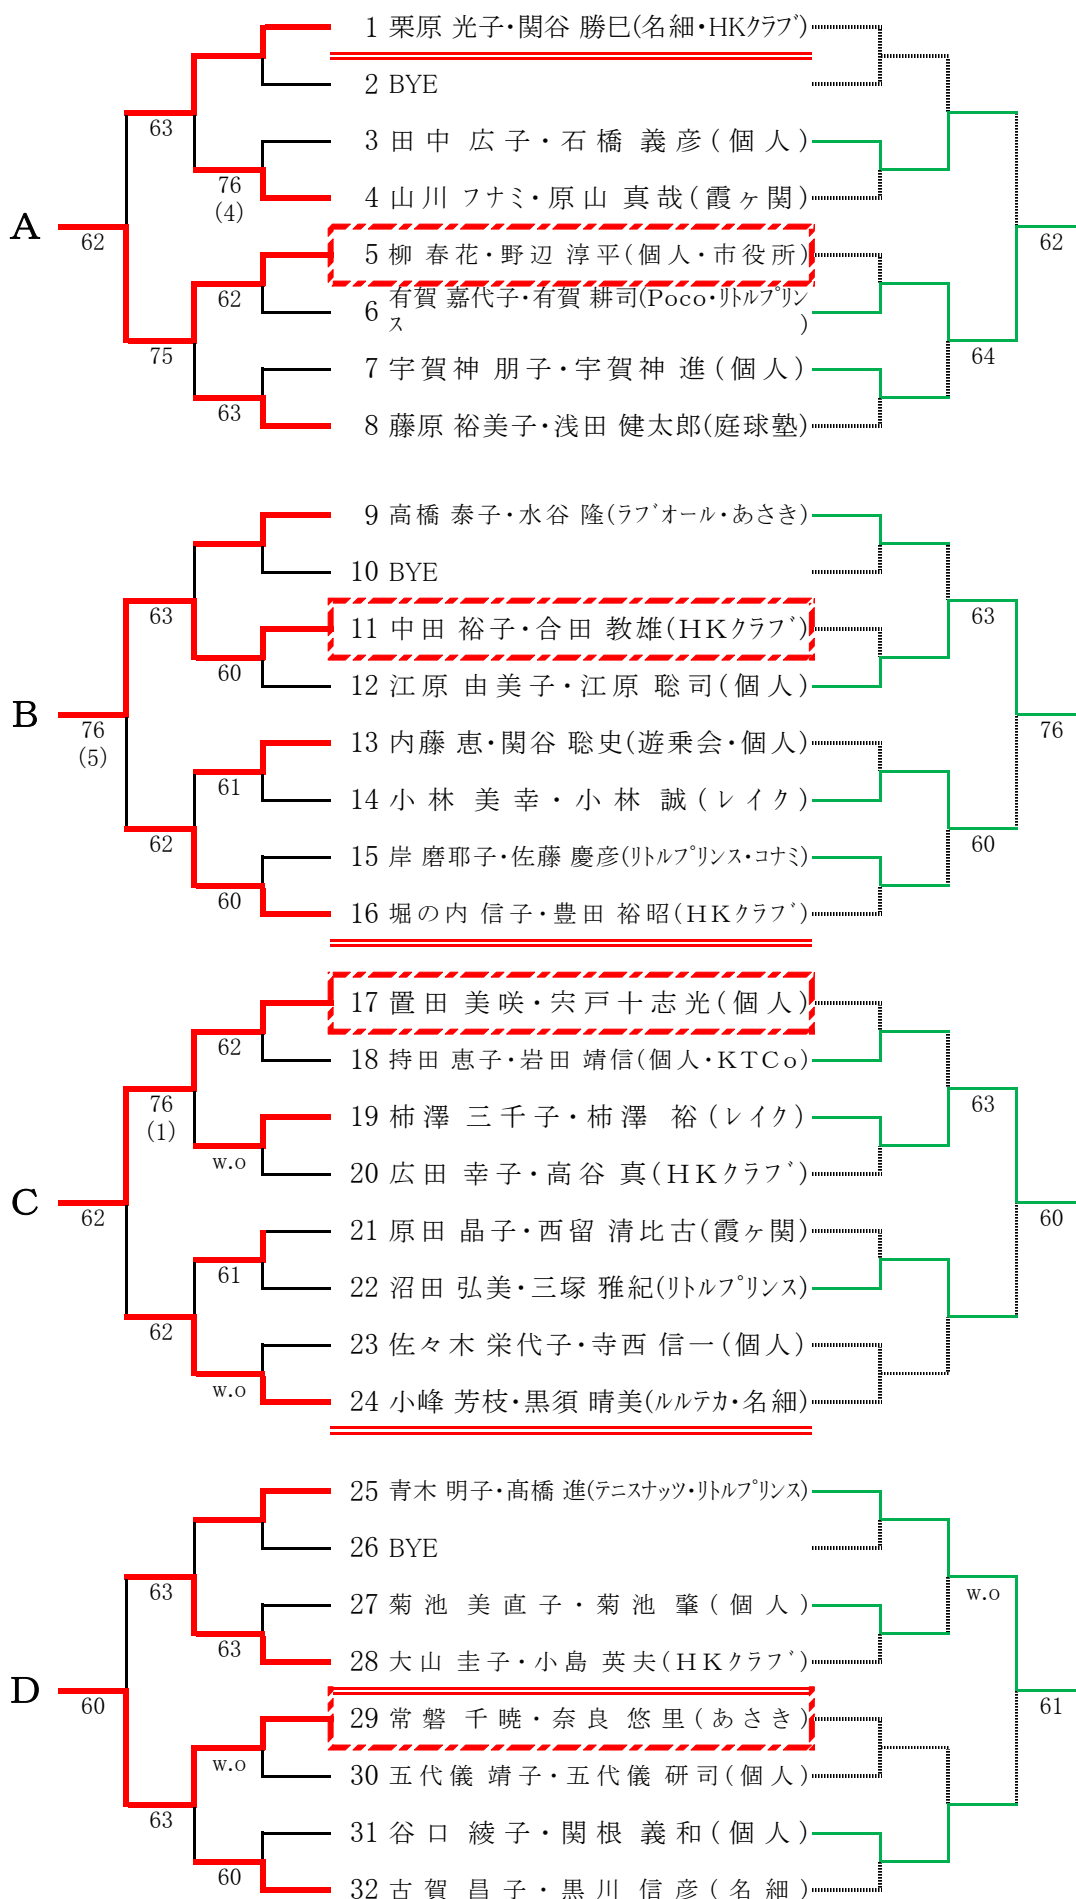 1 栗原 光子・関谷 勝巳(名細・HKクラブ)
2 BYE
63
3 田中 広子・石橋 義彦(個人)
76
(4)
4 山川 フナミ・原山 真哉(霞ヶ関)
A
62
62
5 柳 春花・野辺 淳平(個人・市役所)
62
6 有賀 嘉代子・有賀 耕司(Poco・リトルプリンス)
75
64
7 宇賀神 朋子・宇賀神 進(個人)
63
8 藤原 裕美子・浅田 健太郎(庭球塾)
9 高橋 泰子・水谷 隆(ラブオール・あさき)
10 BYE
63
63
11 中田 裕子・合田 教雄(HKクラブ)
60
12 江原 由美子・江原 聡司(個人)
B
76
(5)
76
13 内藤 恵・関谷 聡史(遊乗会・個人)
61
14 小林 美幸・小林 誠(レイク)
62
60
15 岸 磨耶子・佐藤 慶彦(リトルプリンス・コナミ)
60
16 堀の内 信子・豊田 裕昭(HKクラブ)
17 置田 美咲・宍戸十志光(個人)
62
18 持田 恵子・岩田 靖信(個人・KTCo)
76
(1)
63
19 柿澤 三千子・柿澤 裕(レイク)
w.o
20 広田 幸子・高谷 真(HKクラブ)
C
62
60
21 原田 晶子・西留 清比古(霞ヶ関)
61
22 沼田 弘美・三塚 雅紀(リトルプリンス)
62
23 佐々木 栄代子・寺西 信一(個人)
w.o
24 小峰 芳枝・黒須 晴美(ルルテカ・名細)
25 青木 明子・髙橋 進(テニスナッツ・リトルプリンス)
26 BYE
63
w.o
27 菊池 美直子・菊池 肇(個人)
63
28 大山 圭子・小島 英夫(HKクラブ)
D
60
61
29 常磐 千暁・奈良 悠里(あさき)
w.o
30 五代儀 靖子・五代儀 研司(個人)
63
31 谷口 綾子・関根 義和(個人)
60
32 古賀 昌子・黒川 信彦(名細)